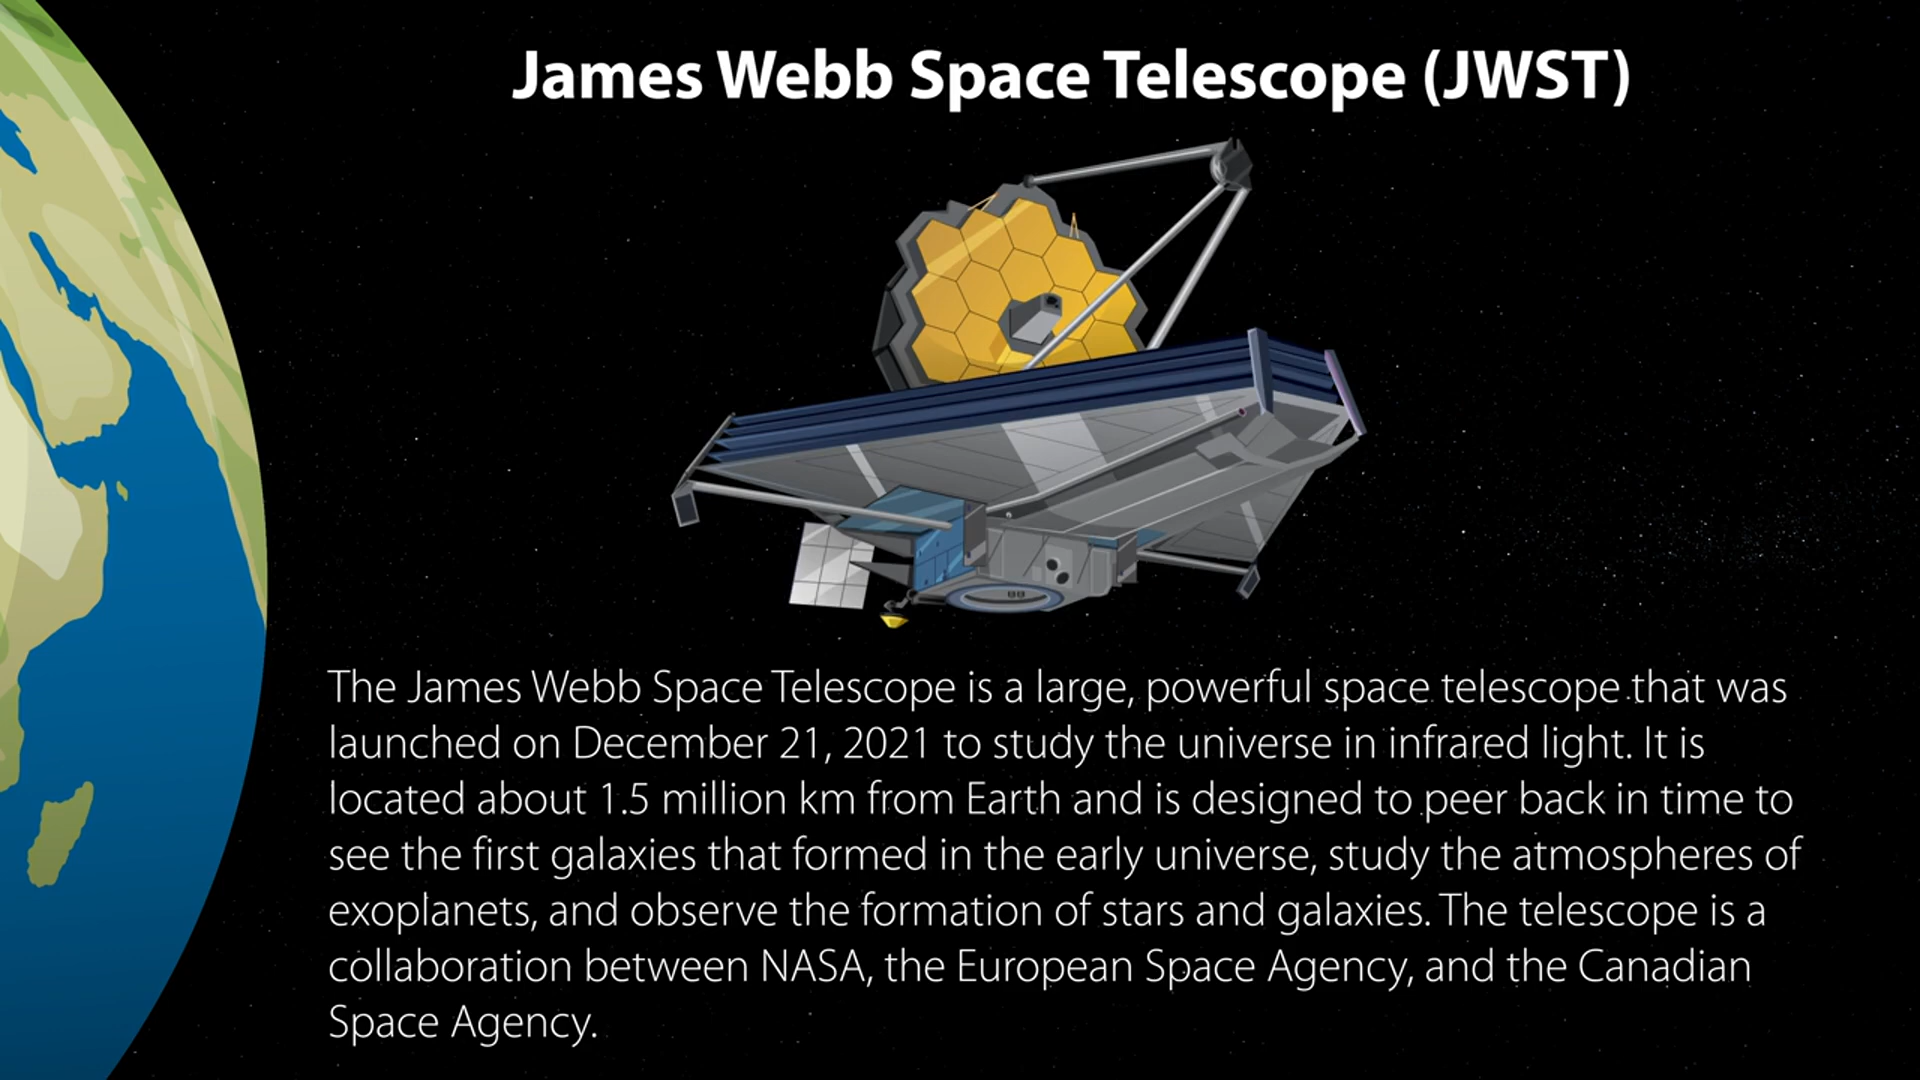 James Webb Space Telescope (JWST)
The James Webb Space Telescope is a large, powerful space telescope that was
launched on December 21, 2021 to study the universe in infrared light. It is
located about 1.5 million km from Earth and is designed to peer back in time to
see the first galaxies that formed in the early universe, study the atmospheres of
exoplanets, and observe the formation of stars and galaxies. The telescope is a
collaboration between NASA, the European Space Agency, and the Canadian
Space Agency.